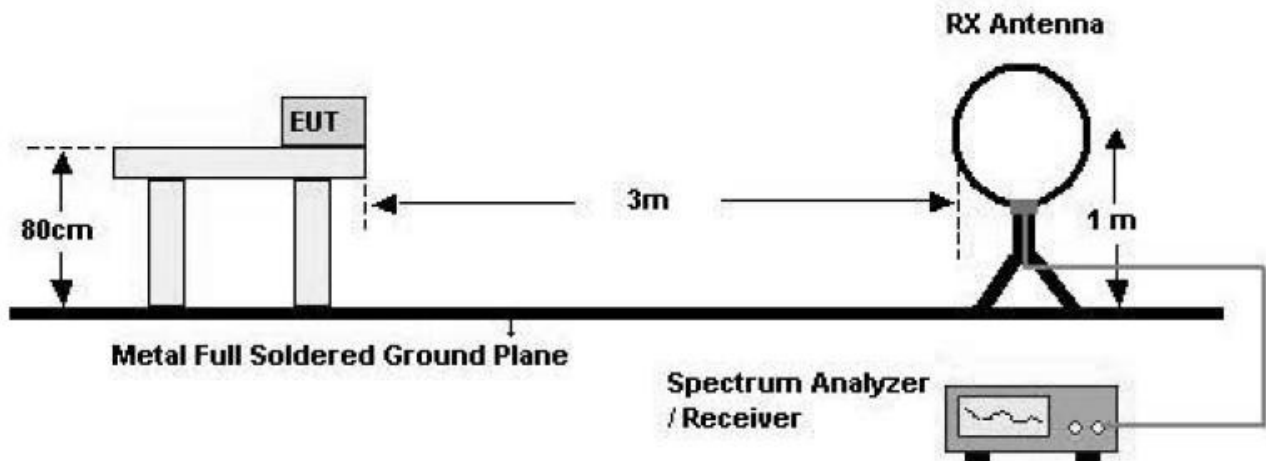 RX Antenna
EUT
80cm
3m
1 m
Metal Full Soldered Ground Plane
Spectrum Analyzer
/ Receiver